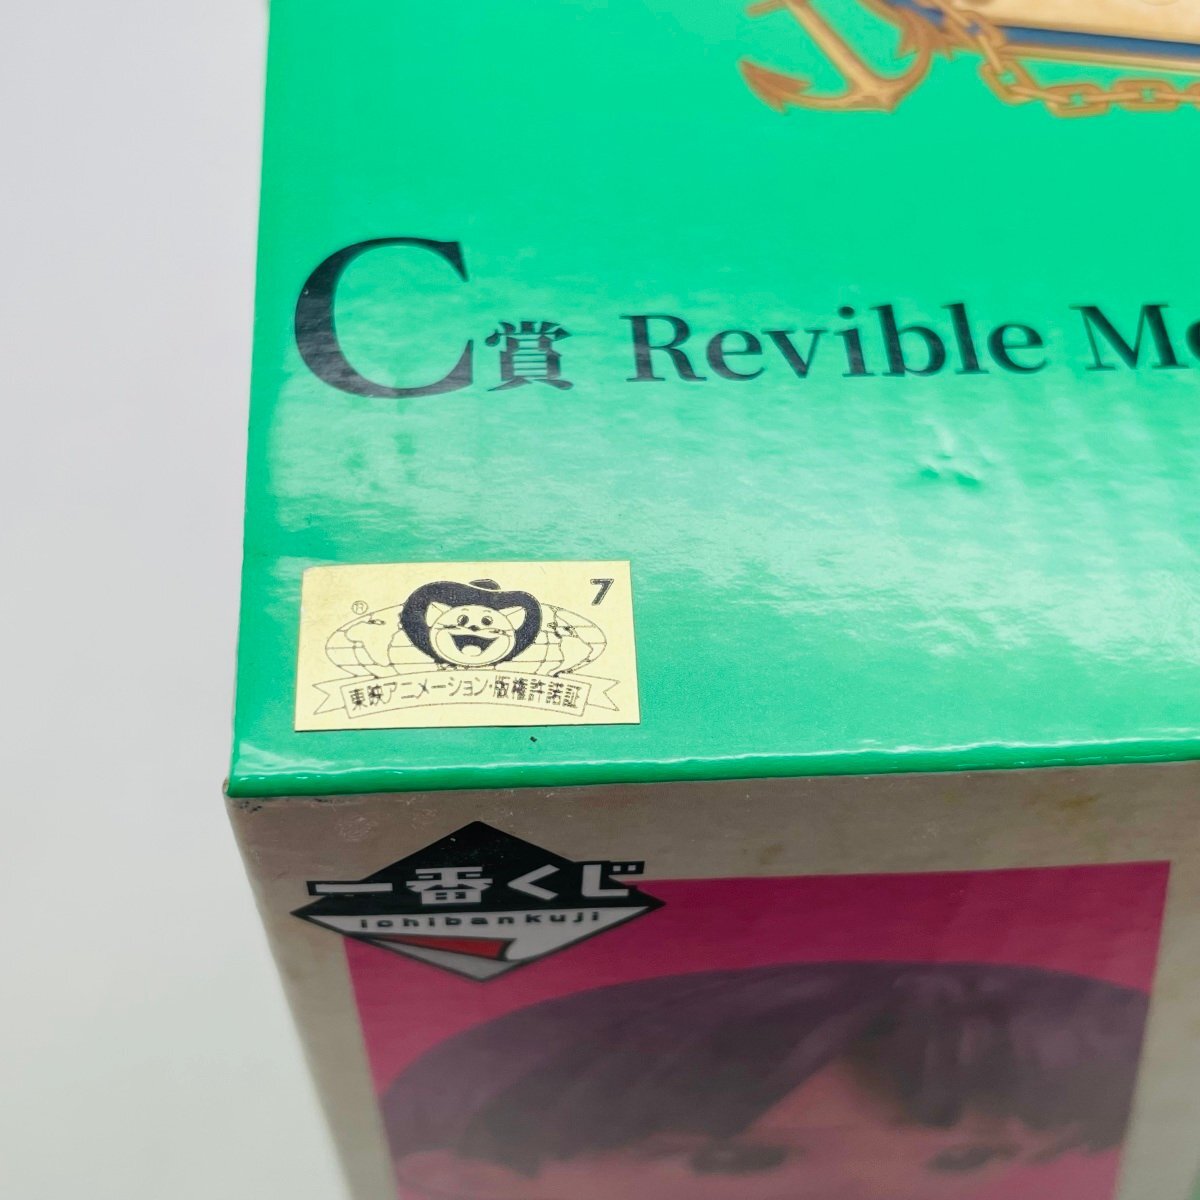 C賞 Revible Mo
7
®
東映アニメーション・版権許諾証
一番くじ
ichibankuji